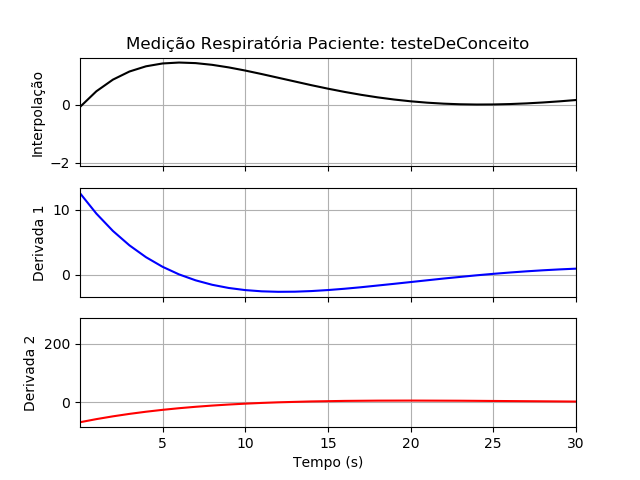 Medição Respiratória Paciente: testeDeConceito
Interpolação
0
−2
Derivada 1
10
0
Derivada 2
200
0
5 10 15 20 25 30
Tempo (s)